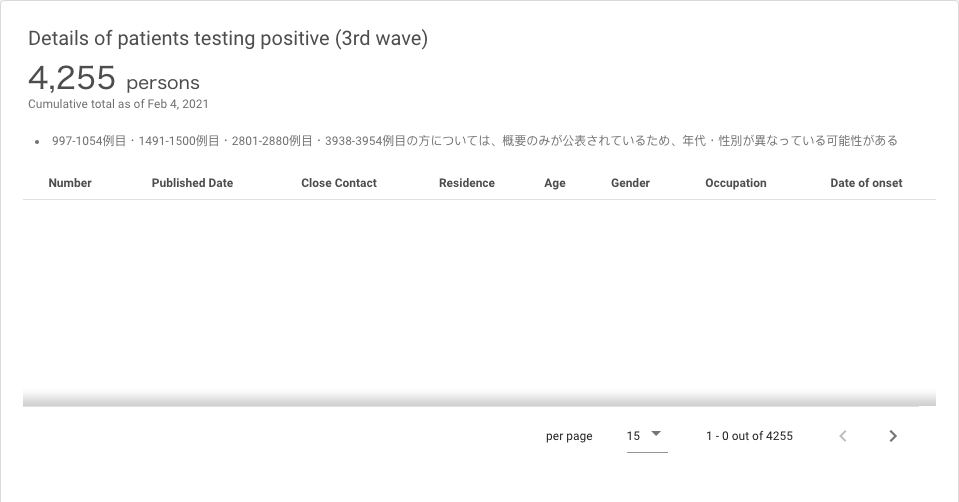 Details of patients testing positive (3rd wave)
4,255 persons
Cumulative total as of Feb 4, 2021
• 997-1054例目・1491-1500例目・2801-2880例目・3938-3954例目の方については、概要のみが公表されているため、年代・性別が異なっている可能性がある
Number Published Date Close Contact Residence Age Gender Occupation Date of onset
per page 15 1 - 0 out of 4255